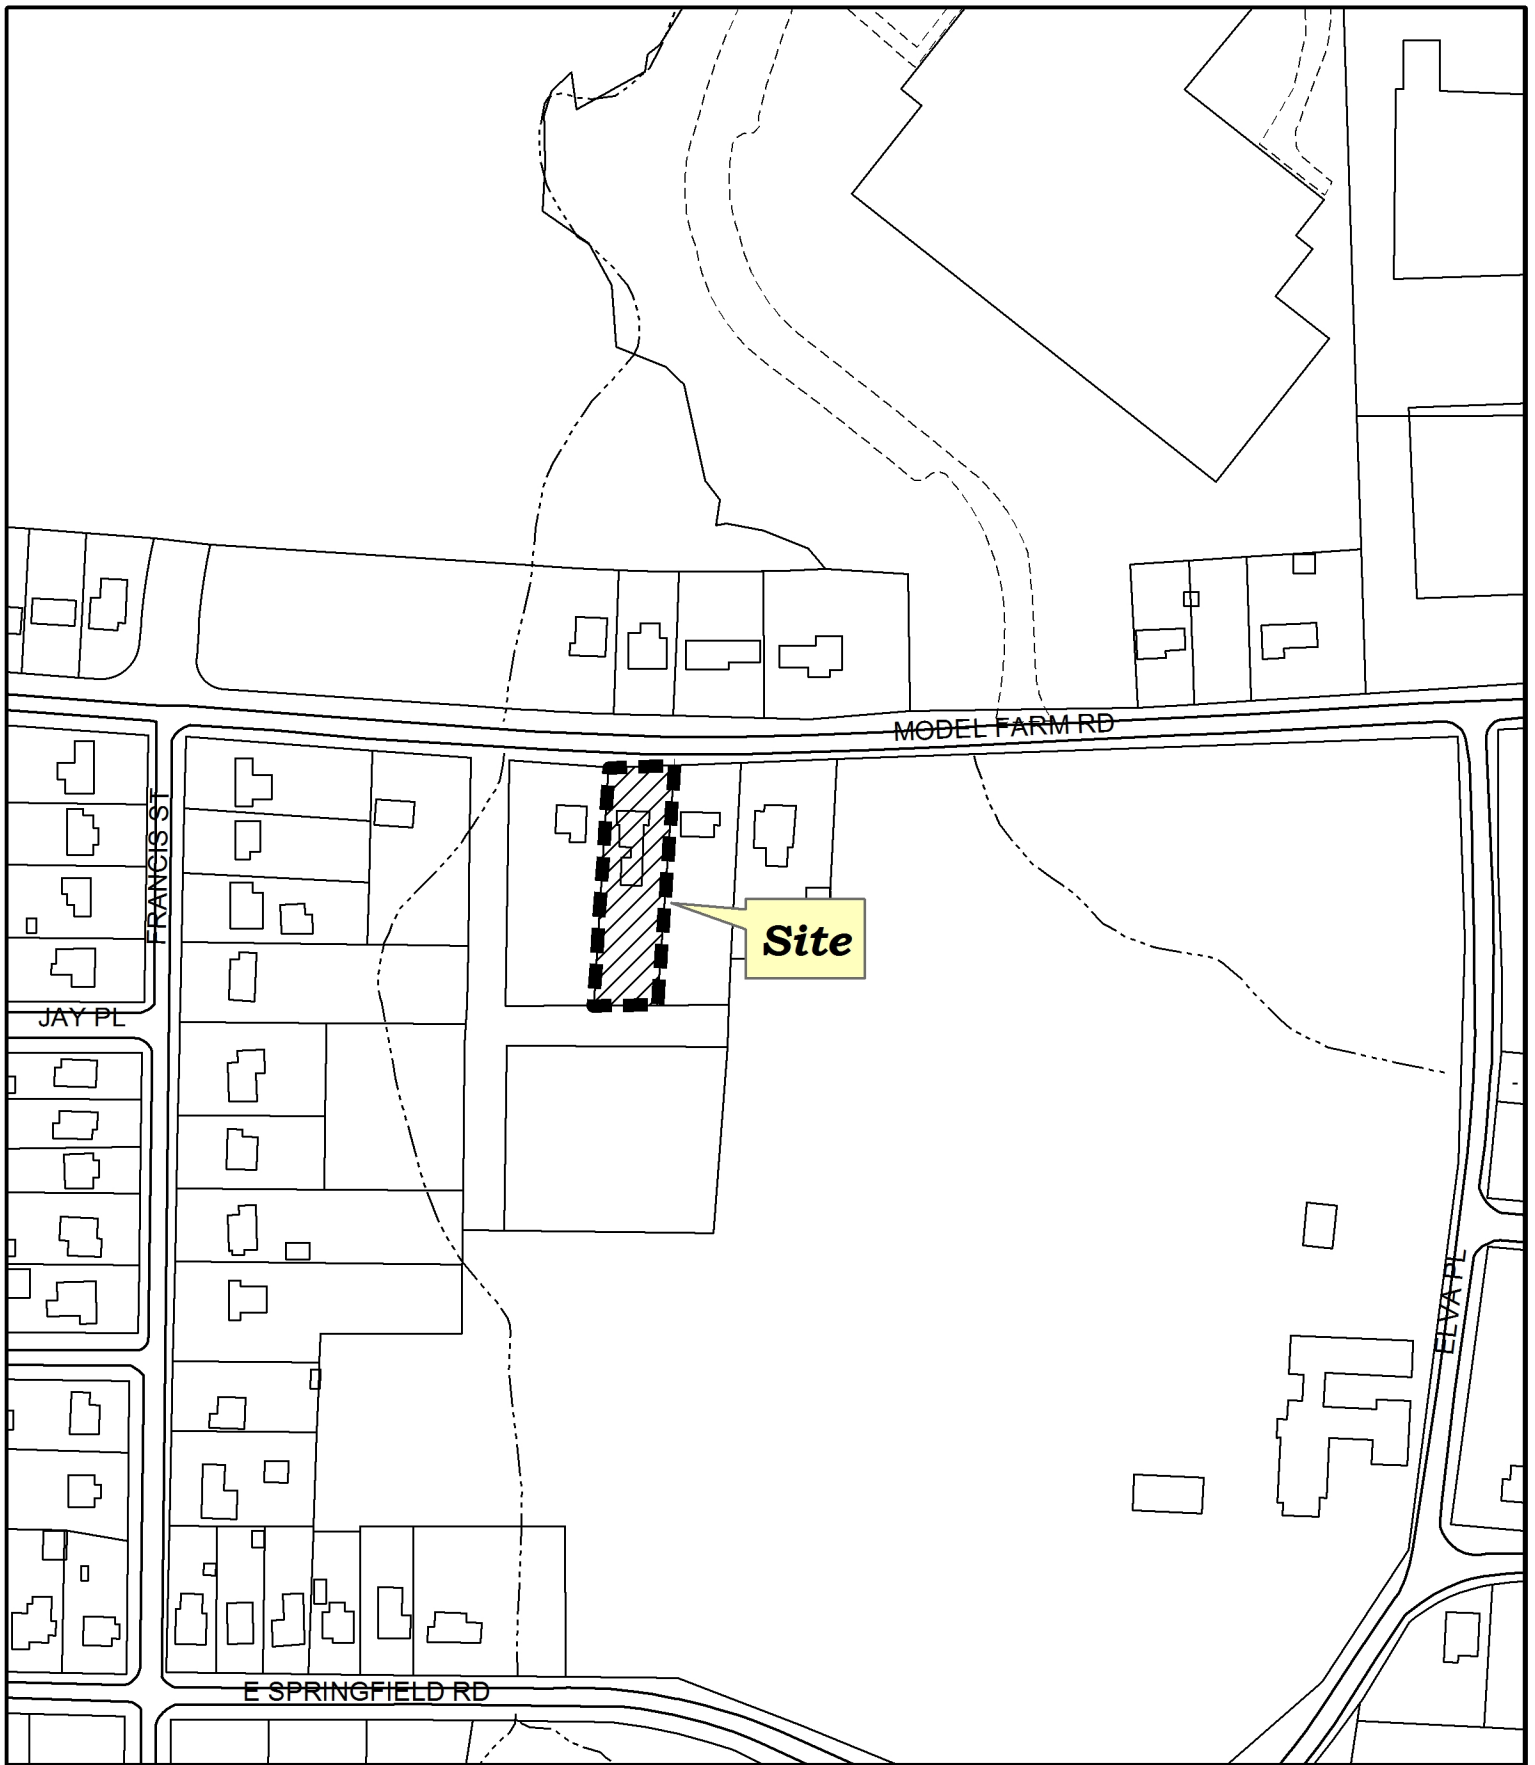 MODEL FARM RD
FRANCIS ST
Site
JAY PL
ELVA PL
E SPRINGFIELD RD